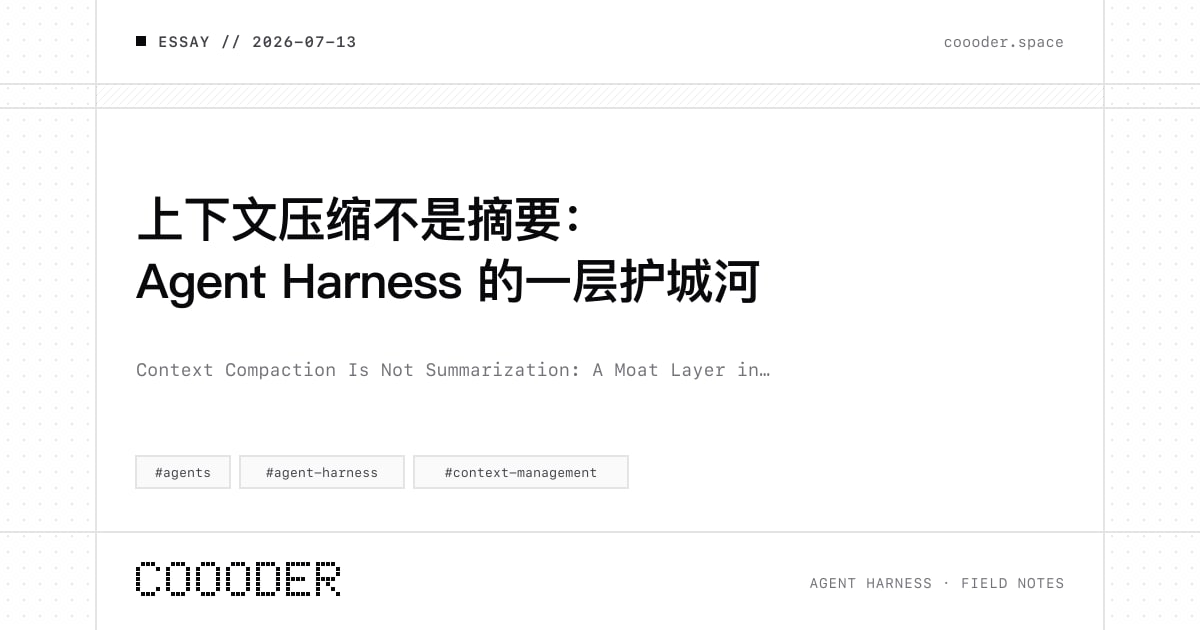 ESSAY // 2026-07-13
coooder.space
上下文压缩不是摘要：
Agent Harness 的一层护城河
Context Compaction Is Not Summarization: A Moat Layer in…
#agents
#agent-harness
#context-management
COOODER
AGENT HARNESS · FIELD NOTES